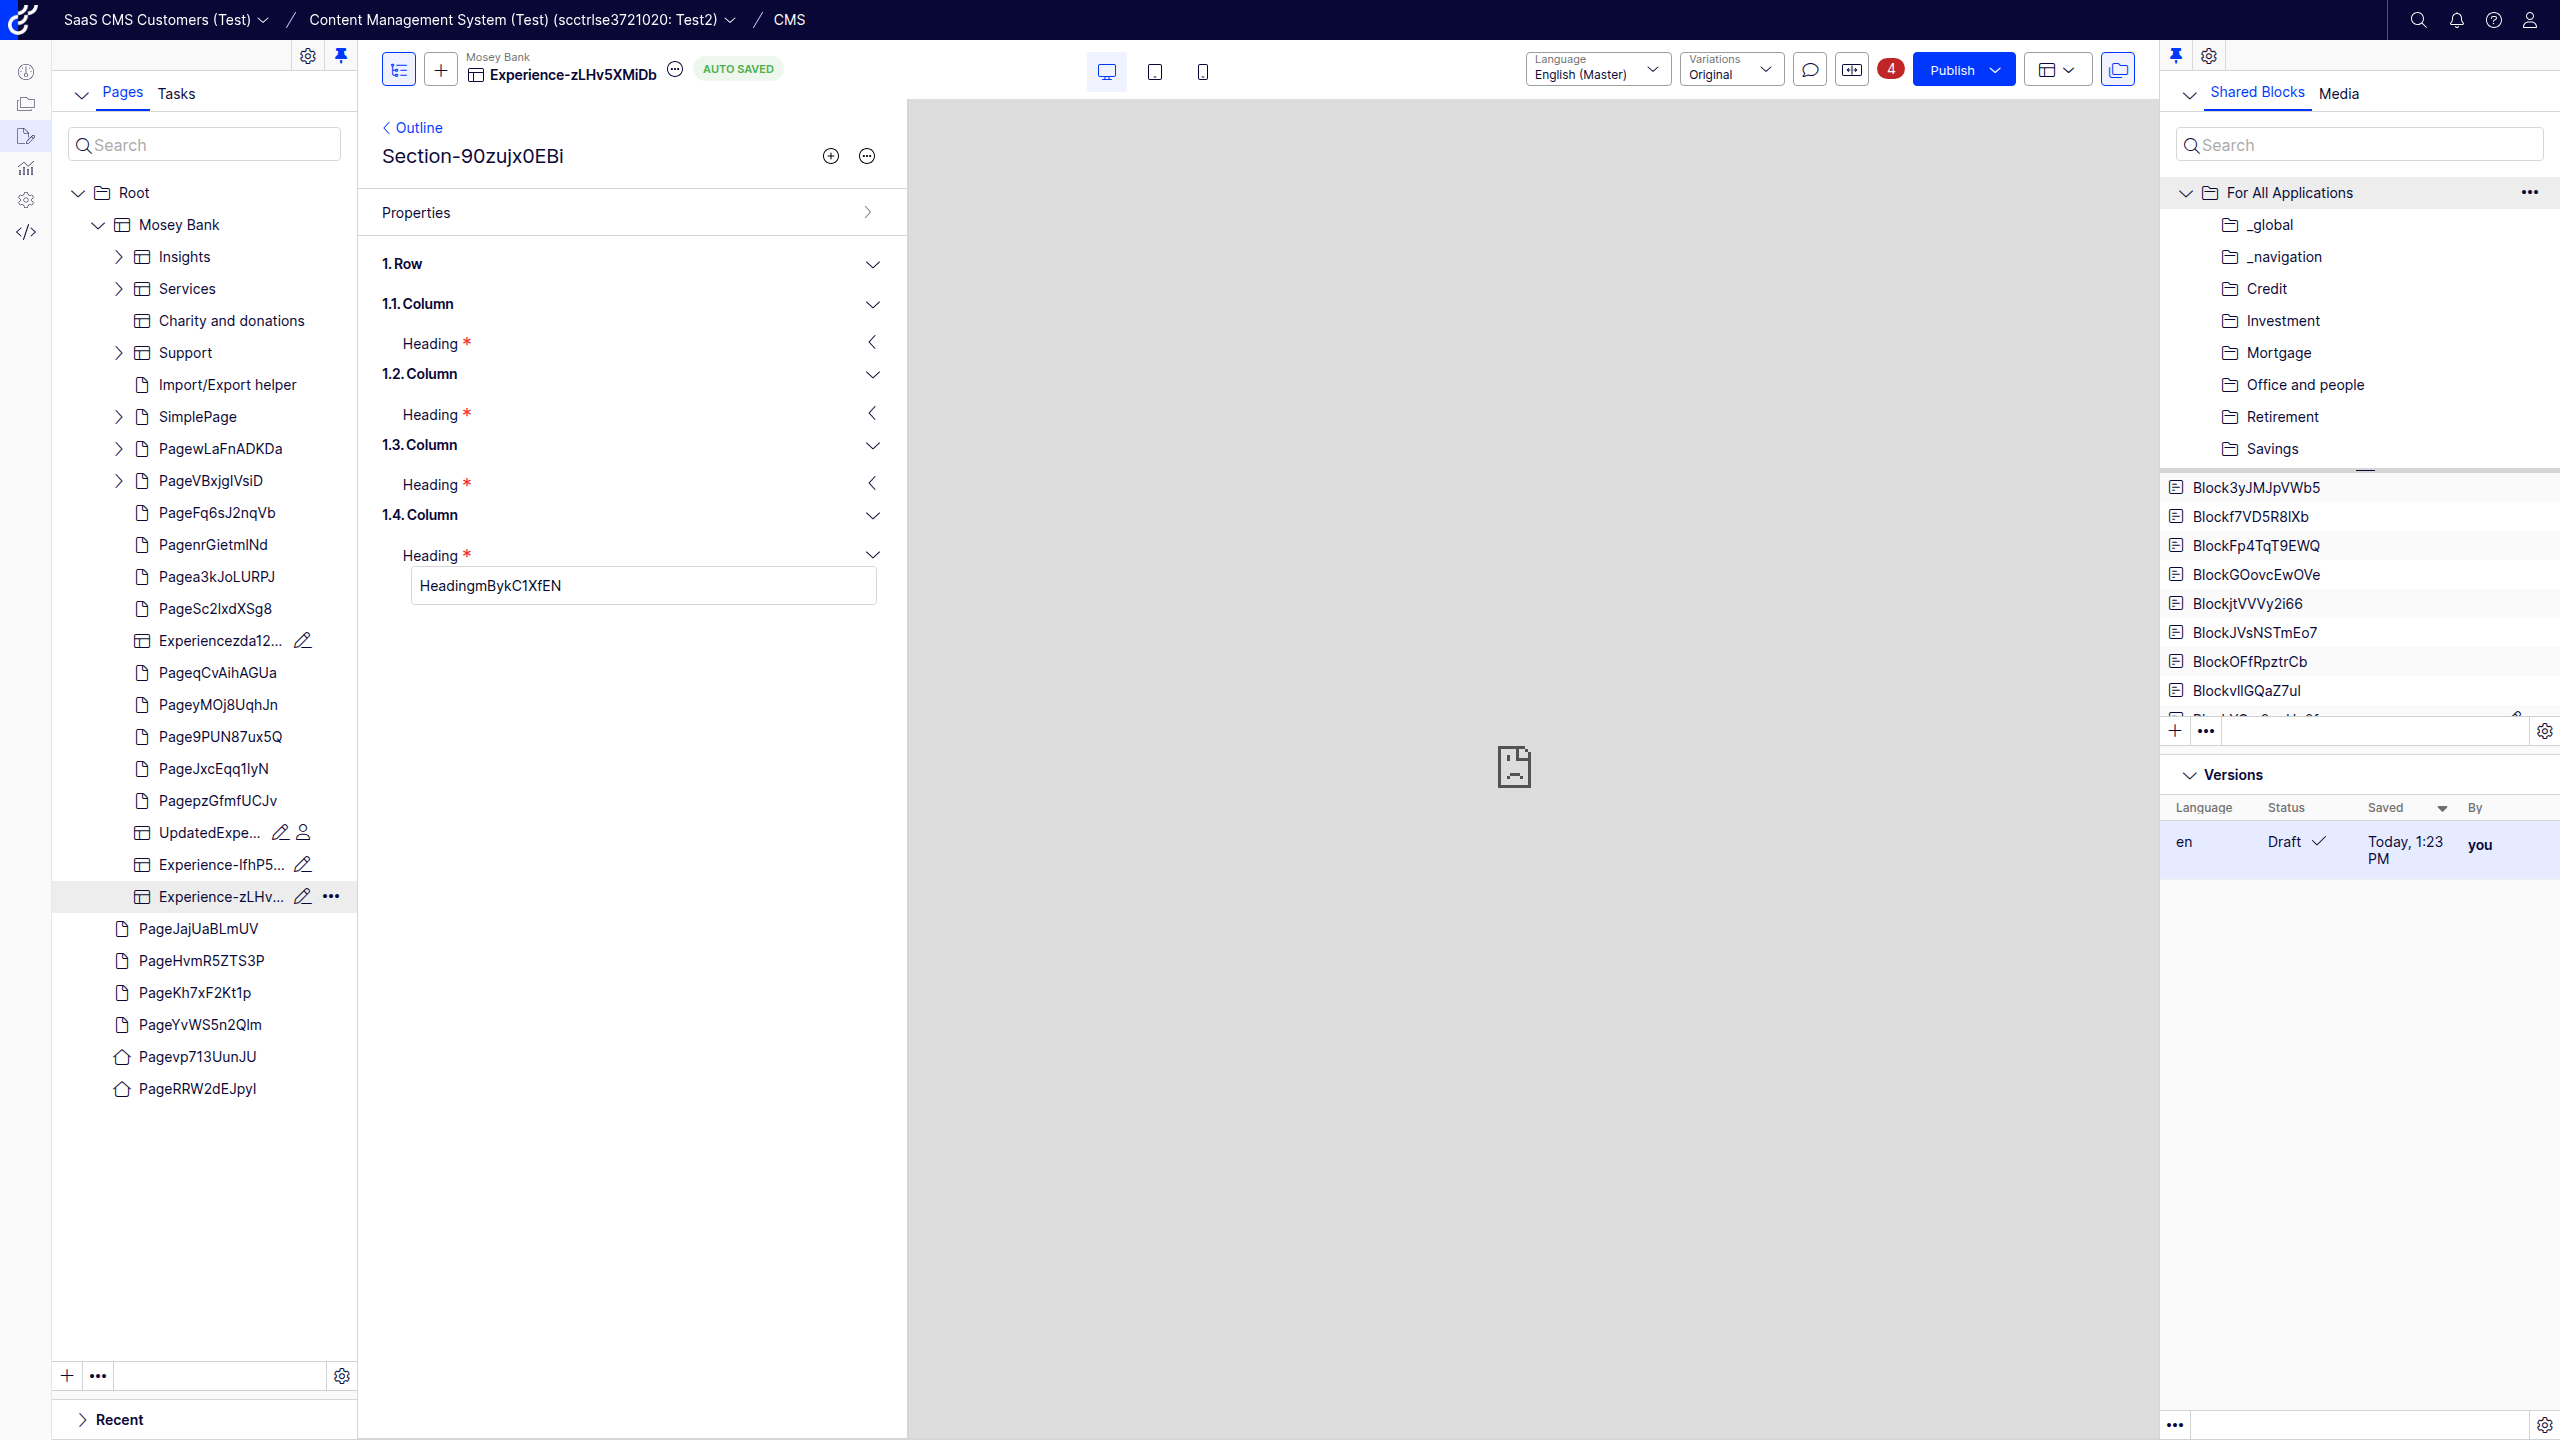 SaaS CMS Customers (Test) / Content Management System (Test) (scctrlse3721020: Test2) / CMS
Pages Tasks
Search
Root
Mosey Bank
Insights
Services
Charity and donations
Support
Import/Export helper
SimplePage
PagewLaFnADKDa
PageVBxjglVsiD
PageFq6sJ2nqVb
PagenrGietmlNd
Pagea3kJoLURPJ
PageSc2lxdXSg8
Experiencezda12...
PageqCvAihAGUa
PageyMOj8UqhJn
Page9PUN87ux5Q
PageJxcEqq1lyN
PagepzGfmfUCJv
UpdatedExpe...
Experience-IfhP5...
Experience-zLHv...
PageJajUaBLmUV
PageHvmR5ZTS3P
PageKh7xF2Kt1p
PageYvWS5n2Qlm
Pagevp713UunJU
PageRRW2dEJpyI
Recent
Mosey Bank
Experience-zLHv5XMiDb
AUTO SAVED
Language
English (Master)
Variations
Original
4
Publish
Outline
Section-90zujx0EBi
Properties
1. Row
1.1. Column
Heading *
1.2. Column
Heading *
1.3. Column
Heading *
1.4. Column
Heading *
HeadingmBykC1XfEN
Shared Blocks Media
Search
For All Applications
_global
_navigation
Credit
Investment
Mortgage
Office and people
Retirement
Savings
Block3yJMJpVWb5
Blockf7VD5R8lXb
BlockFp4TqT9EWQ
BlockGOovcEwOVe
BlockjtVVVy2i66
BlockJVsNSTmEo7
BlockOFfRpztrCb
BlockvllGQaZ7ul
Versions
Language Status Saved By
en Draft Today, 1:23 PM you